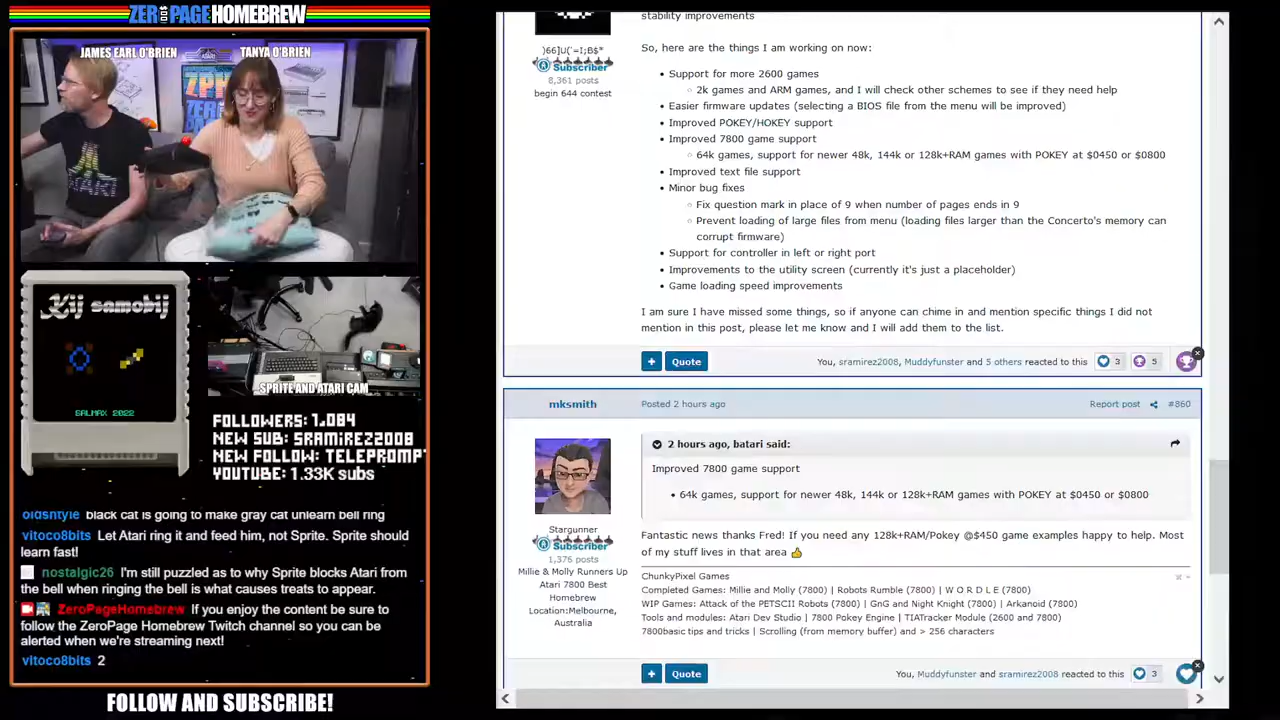 ZEROPAGE HOMEBREW
JAMES EARL O'BRIEN
TANYA O'BRIEN
ATARI
Kij samobij
SALMAX 2022
SPRITE AND ATARI CAM
FOLLOWERS: 1,084
NEW SUB: SRAMIREZ2008
NEW FOLLOW: TELEPROMPT
YOUTUBE: 1.33K subs
black cat is going to make gray cat unlearn bell ring
vitoco8bits Let Atari ring it and feed him, not Sprite. Sprite should
learn fast!
nostalgic26 I'm still puzzled as to why Sprite blocks Atari from
the bell when ringing the bell is what causes treats to appear.
ZeroPageHomebrew If you enjoy the content be sure to
follow the ZeroPage Homebrew Twitch channel so you can be
alerted when we're streaming next!
vitoco8bits 2
FOLLOW AND SUBSCRIBE!
stability improvements
)66]U('=I;B$*
Subscriber
8,361 posts
begin 644 contest
So, here are the things I am working on now:
• Support for more 2600 games
○ 2k games and ARM games, and I will check other schemes to see if they need help
• Easier firmware updates (selecting a BIOS file from the menu will be improved)
• Improved POKEY/HOKEY support
• Improved 7800 game support
○ 64k games, support for newer 48k, 144k or 128k+RAM games with POKEY at $0450 or $0800
• Improved text file support
• Minor bug fixes
○ Fix question mark in place of 9 when number of pages ends in 9
○ Prevent loading of large files from menu (loading files larger than the Concerto's memory can
corrupt firmware)
• Support for controller in left or right port
• Improvements to the utility screen (currently it's just a placeholder)
• Game loading speed improvements
I am sure I have missed some things, so if anyone can chime in and mention specific things I did not
mention in this post, please let me know and I will add them to the list.
+ Quote
You, sramirez2008, Muddyfunster and 5 others reacted to this 3 5
mksmith
Posted 2 hours ago
Report post #860
Stargunner
Subscriber
1,376 posts
Millie & Molly Runners Up
Atari 7800 Best
Homebrew
Location:Melbourne,
Australia
2 hours ago, batari said:
Improved 7800 game support
• 64k games, support for newer 48k, 144k or 128k+RAM games with POKEY at $0450 or $0800
Fantastic news thanks Fred! If you need any 128k+RAM/Pokey @$450 game examples happy to help. Most
of my stuff lives in that area 👍
ChunkyPixel Games
Completed Games: Millie and Molly (7800) | Robots Rumble (7800) | W O R D L E (7800)
WIP Games: Attack of the PETSCII Robots (7800) | GnG and Night Knight (7800) | Arkanoid (7800)
Tools and modules: Atari Dev Studio | 7800 Pokey Engine | TIATracker Module (2600 and 7800)
7800basic tips and tricks | Scrolling (from memory buffer) and > 256 characters
+ Quote
You, Muddyfunster and sramirez2008 reacted to this 3